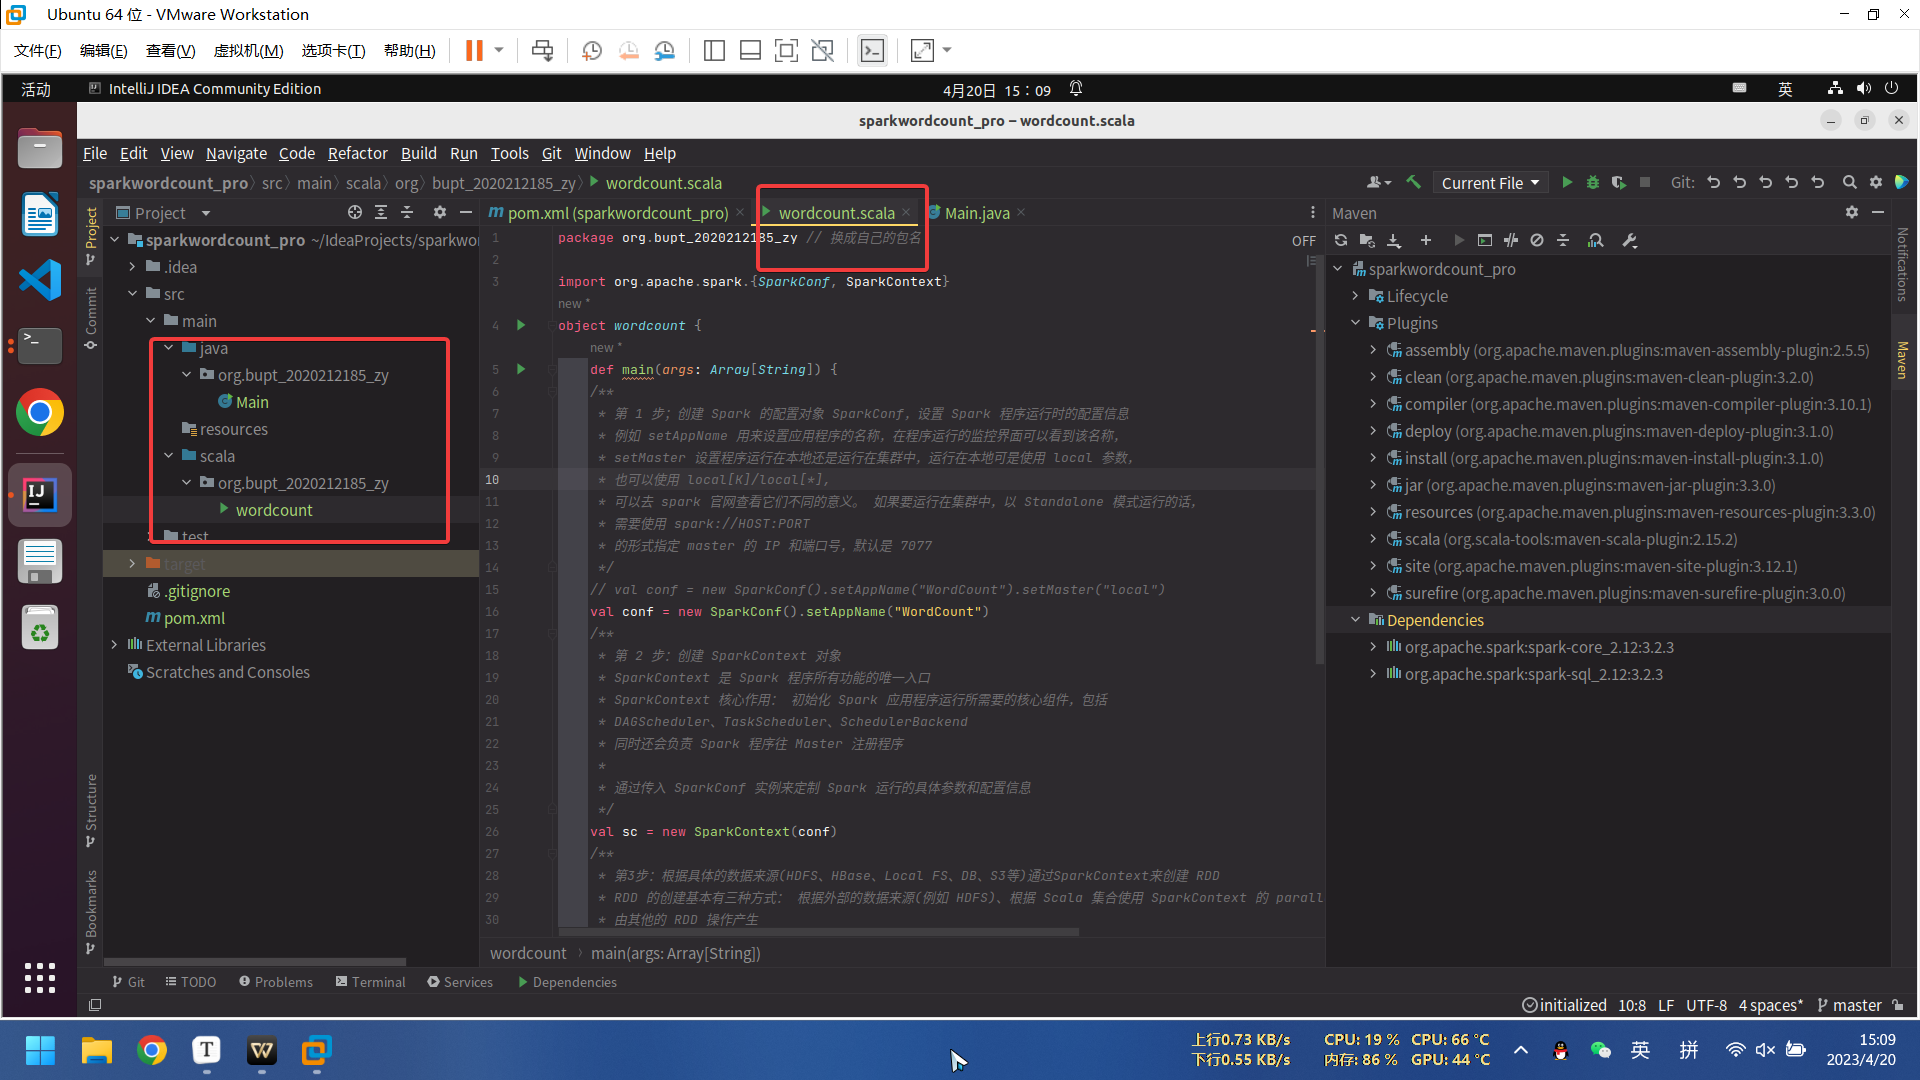 Ubuntu 64 位 - VMware Workstation
文件(F) 编辑(E) 查看(V) 虚拟机(M) 选项卡(T) 帮助(H)
活动 IntelliJ IDEA Community Edition 4月20日 15：09 英
sparkwordcount_pro – wordcount.scala
File Edit View Navigate Code Refactor Build Run Tools Git Window Help
sparkwordcount_pro src main scala org bupt_2020212185_zy wordcount.scala Current File Git:
Project
pom.xml (sparkwordcount_pro) wordcount.scala Main.java
Maven
Project
Commit
Structure
Bookmarks
sparkwordcount_pro ~/IdeaProjects/sparkwor
.idea
src
main
java
org.bupt_2020212185_zy
Main
resources
scala
org.bupt_2020212185_zy
wordcount
test
target
.gitignore
pom.xml
External Libraries
Scratches and Consoles
OFF
1 package org.bupt_2020212185_zy // 换成自己的包名
2
3 import org.apache.spark.{SparkConf, SparkContext}
new *
4 object wordcount {
new *
5 def main(args: Array[String]) {
6 /**
7 * 第 1 步；创建 Spark 的配置对象 SparkConf，设置 Spark 程序运行时的配置信息
8 * 例如 setAppName 用来设置应用程序的名称，在程序运行的监控界面可以看到该名称，
9 * setMaster 设置程序运行在本地还是运行在集群中，运行在本地可是使用 local 参数，
10 * 也可以使用 local[K]/local[*]，
11 * 可以去 spark 官网查看它们不同的意义。 如果要运行在集群中，以 Standalone 模式运行的话，
12 * 需要使用 spark://HOST:PORT
13 * 的形式指定 master 的 IP 和端口号，默认是 7077
14 */
15 // val conf = new SparkConf().setAppName("WordCount").setMaster("local")
16 val conf = new SparkConf().setAppName("WordCount")
17 /**
18 * 第 2 步：创建 SparkContext 对象
19 * SparkContext 是 Spark 程序所有功能的唯一入口
20 * SparkContext 核心作用： 初始化 Spark 应用程序运行所需要的核心组件，包括
21 * DAGScheduler、TaskScheduler、SchedulerBackend
22 * 同时还会负责 Spark 程序往 Master 注册程序
23 *
24 * 通过传入 SparkConf 实例来定制 Spark 运行的具体参数和配置信息
25 */
26 val sc = new SparkContext(conf)
27 /**
28 * 第3步：根据具体的数据来源(HDFS、HBase、Local FS、DB、S3等)通过SparkContext来创建 RDD
29 * RDD 的创建基本有三种方式： 根据外部的数据来源(例如 HDFS)、根据 Scala 集合使用 SparkContext 的 parall
30 * 由其他的 RDD 操作产生
wordcount main(args: Array[String])
sparkwordcount_pro
Lifecycle
Plugins
assembly (org.apache.maven.plugins:maven-assembly-plugin:2.5.5)
clean (org.apache.maven.plugins:maven-clean-plugin:3.2.0)
compiler (org.apache.maven.plugins:maven-compiler-plugin:3.10.1)
deploy (org.apache.maven.plugins:maven-deploy-plugin:3.1.0)
install (org.apache.maven.plugins:maven-install-plugin:3.1.0)
jar (org.apache.maven.plugins:maven-jar-plugin:3.3.0)
resources (org.apache.maven.plugins:maven-resources-plugin:3.3.0)
scala (org.scala-tools:maven-scala-plugin:2.15.2)
site (org.apache.maven.plugins:maven-site-plugin:3.12.1)
surefire (org.apache.maven.plugins:maven-surefire-plugin:3.0.0)
Dependencies
org.apache.spark:spark-core_2.12:3.2.3
org.apache.spark:spark-sql_2.12:3.2.3
Notifications
Maven
Git TODO Problems Terminal Services Dependencies
initialized 10:8 LF UTF-8 4 spaces* master
上行0.73 KB/s CPU: 19 % CPU: 66 °C
下行0.55 KB/s 内存: 86 % GPU: 44 °C
英 拼
15:09
2023/4/20